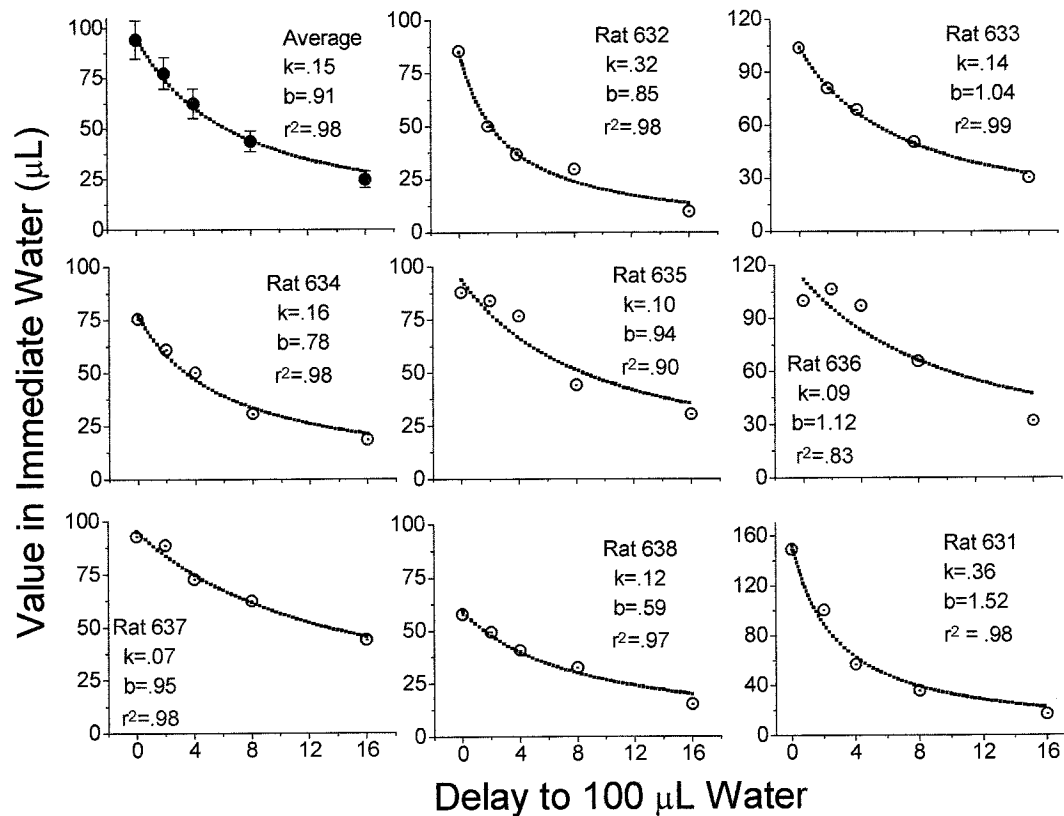 Value in Immediate Water (μL)
100
75
50
25
0
Average
k=.15
b=.91
r²=.98
100
75
50
25
0
Rat 632
k=.32
b=.85
r²=.98
120
90
60
30
0
Rat 633
k=.14
b=1.04
r²=.99
100
75
50
25
0
Rat 634
k=.16
b=.78
r²=.98
100
75
50
25
0
Rat 635
k=.10
b=.94
r²=.90
120
90
60
30
0
Rat 636
k=.09
b=1.12
r²=.83
100
75
50
25
0
Rat 637
k=.07
b=.95
r²=.98
0 4 8 12 16
100
75
50
25
0
Rat 638
k=.12
b=.59
r²=.97
0 4 8 12 16
160
120
80
40
0
Rat 631
k=.36
b=1.52
r² = .98
0 4 8 12 16
Delay to 100 μL Water